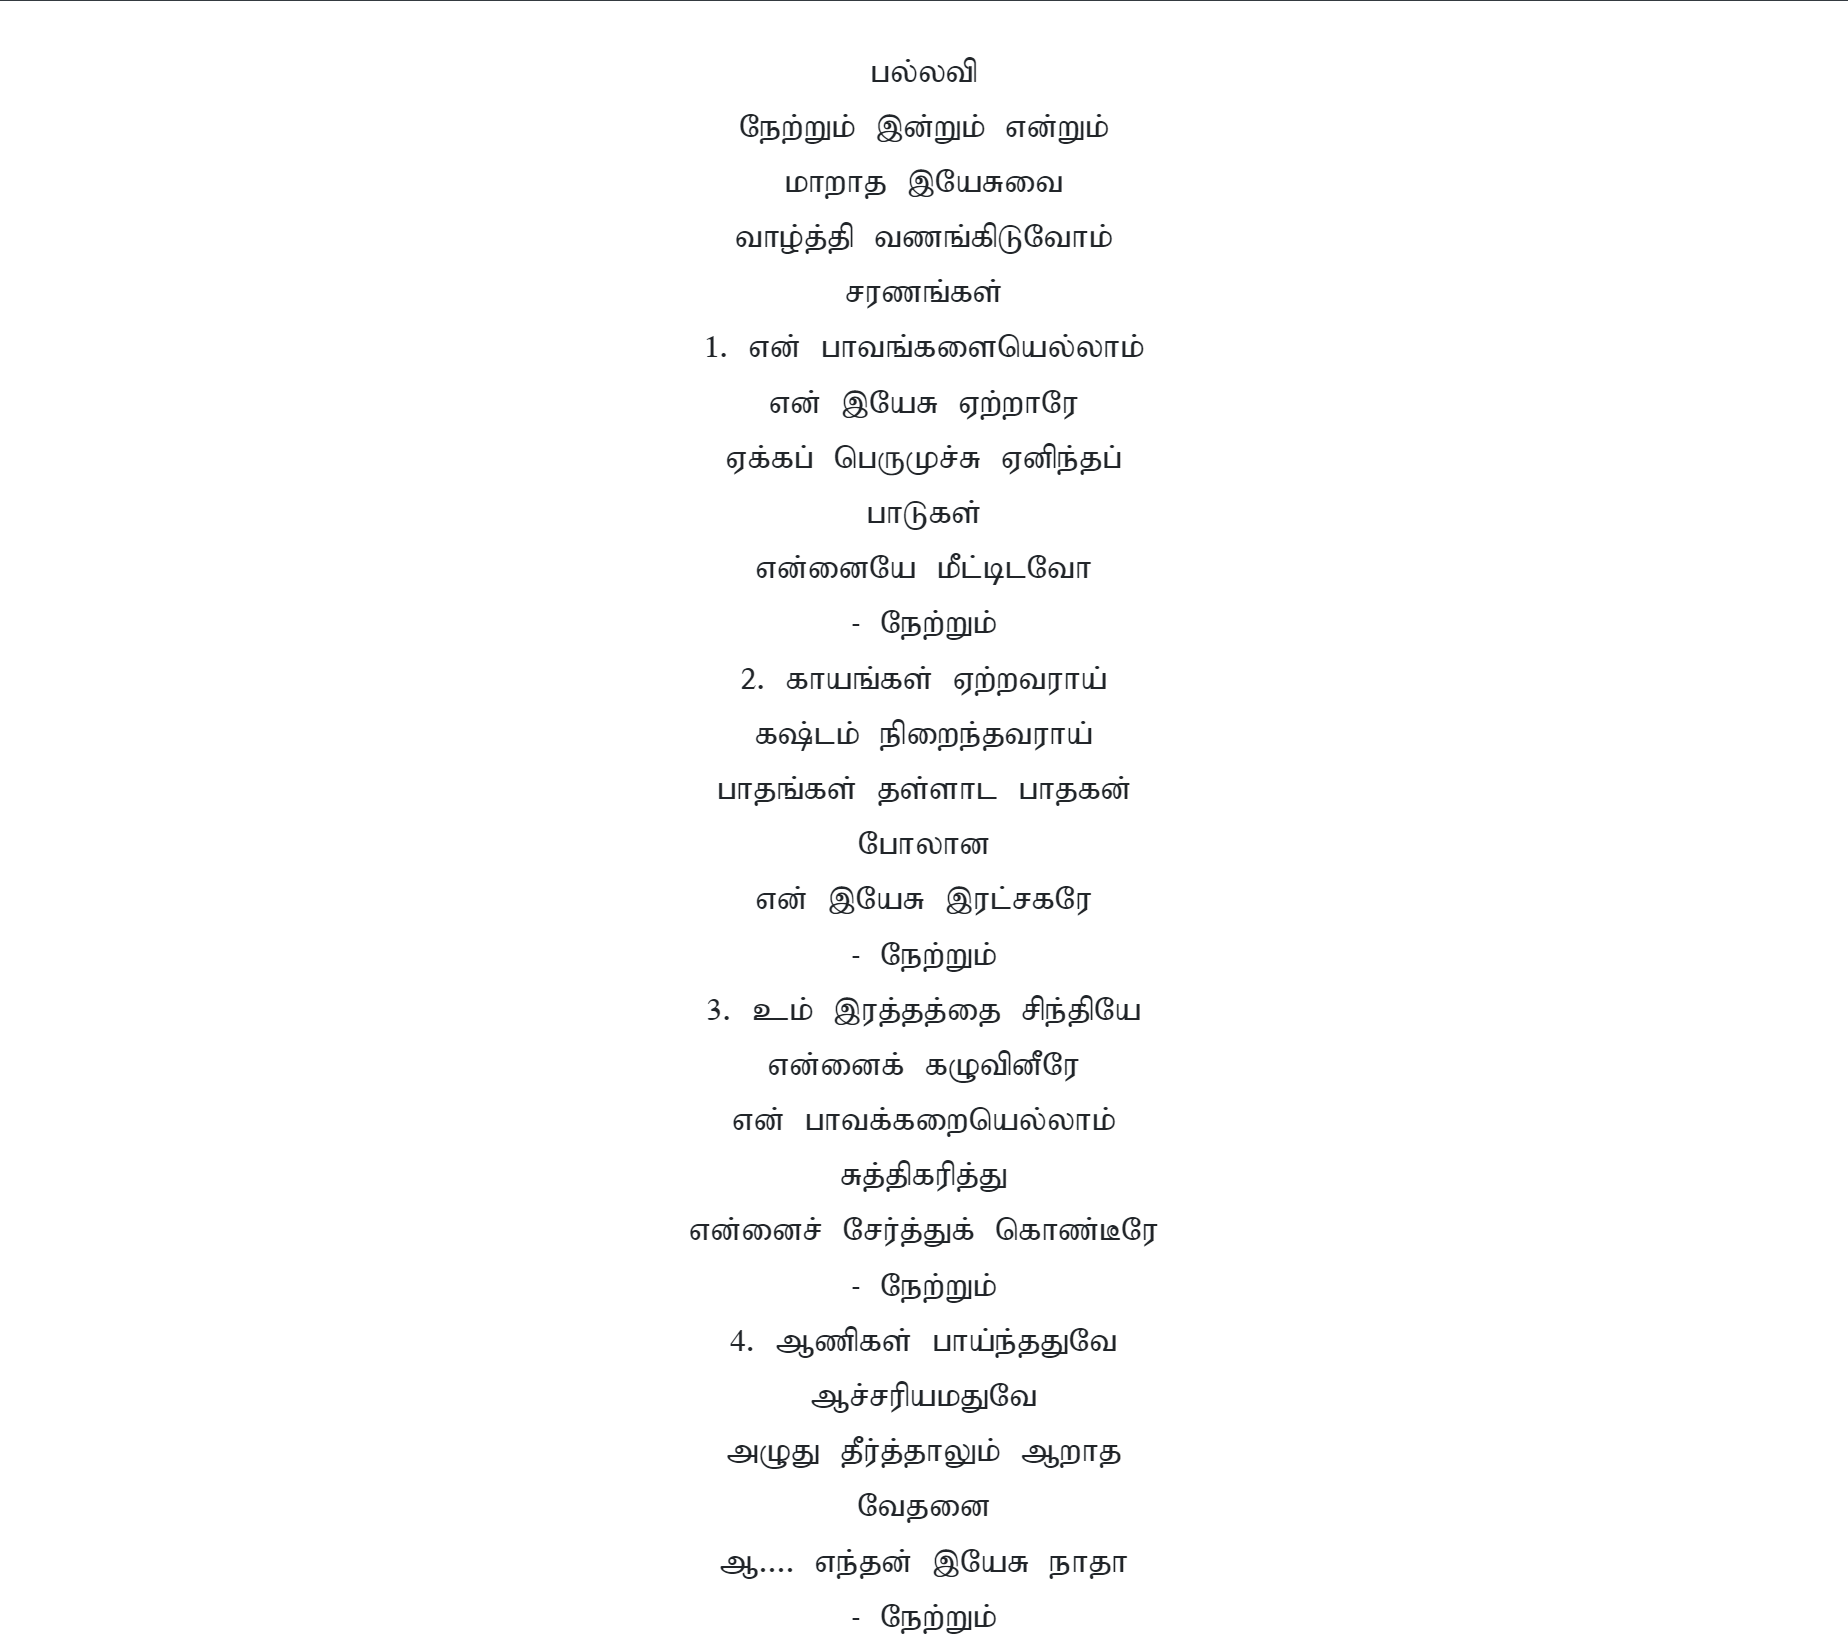 பல்லவி
நேற்றும் இன்றும் என்றும்
மாறாத இயேசுவை
வாழ்த்தி வணங்கிடுவோம்
சரணங்கள்
1. என் பாவங்களையெல்லாம்
என் இயேசு ஏற்றாரே
ஏக்கப் பெருமுச்சு ஏனிந்தப்
பாடுகள்
என்னையே மீட்டிடவோ
- நேற்றும்
2. காயங்கள் ஏற்றவராய்
கஷ்டம் நிறைந்தவராய்
பாதங்கள் தள்ளாட பாதகன்
போலான
என் இயேசு இரட்சகரே
- நேற்றும்
3. உம் இரத்தத்தை சிந்தியே
என்னைக் கழுவினீரே
என் பாவக்கறையெல்லாம்
சுத்திகரித்து
என்னைச் சேர்த்துக் கொண்டீரே
- நேற்றும்
4. ஆணிகள் பாய்ந்ததுவே
ஆச்சரியமதுவே
அழுது தீர்த்தாலும் ஆறாத
வேதனை
ஆ.... எந்தன் இயேசு நாதா
- நேற்றும்